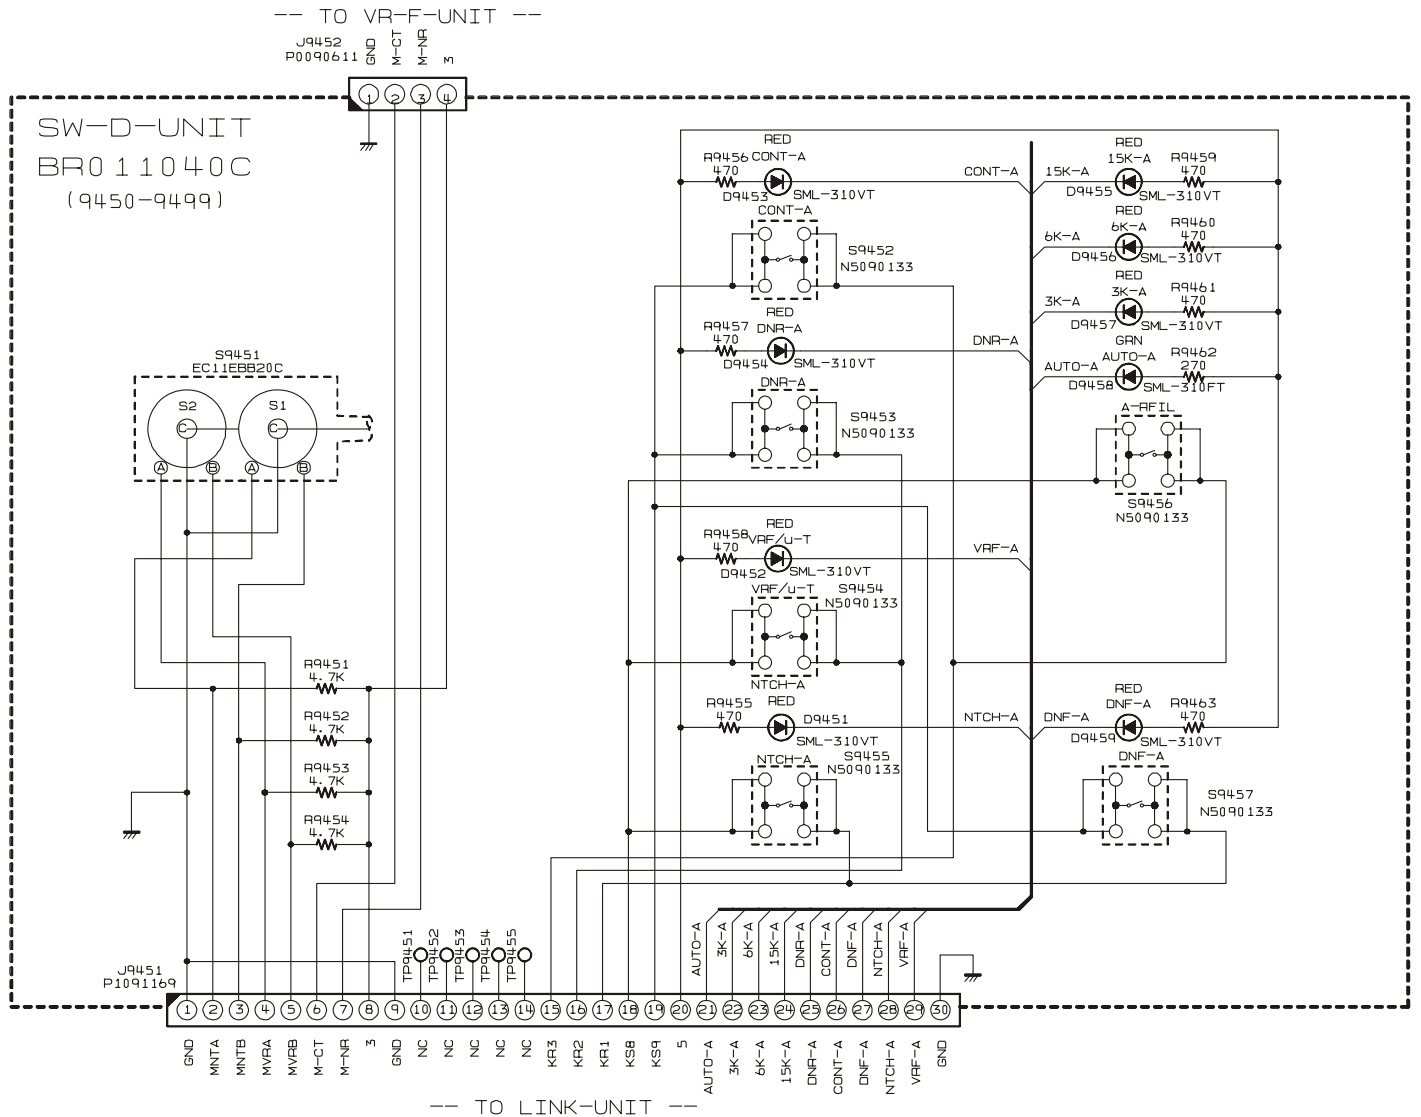 -- TO VR-F-UNIT --
J9452
P0090611
GND
M-CT
M-NR
3
1 2 3 4
SW-D-UNIT
BR011040C
(9450-9499)
RED
R9456 CONT-A
470
D9453 SML-310VT
CONT-A
CONT-A
S9452
N5090133
RED
R9457 DNR-A
470
D9454 SML-310VT
DNR-A
DNR-A
S9453
N5090133
RED
R9458 VRF/u-T
470
D9452 SML-310VT
VRF-A
VRF/u-T
S9454
N5090133
NTCH-A
RED
R9455
470
D9451
SML-310VT
NTCH-A
NTCH-A
S9455
N5090133
RED
15K-A
15K-A
R9459
470
D9455 SML-310VT
RED
6K-A
6K-A
R9460
470
D9456 SML-310VT
RED
3K-A
3K-A
R9461
470
D9457 SML-310VT
GRN
AUTO-A
AUTO-A
R9462
270
D9458 SML-310FT
A-RFIL
S9456
N5090133
RED
DNF-A
DNF-A
R9463
470
D9459 SML-310VT
DNF-A
S9457
N5090133
S9451
EC11EBB20C
S2 S1
C C
A B A B
R9451
4.7K
R9452
4.7K
R9453
4.7K
R9454
4.7K
TP9451
TP9452
TP9453
TP9454
TP9455
AUTO-A
3K-A
6K-A
15K-A
DNR-A
CONT-A
DNF-A
NTCH-A
VRF-A
J9451
P1091169
1 2 3 4 5 6 7 8 9 10 11 12 13 14 15 16 17 18 19 20 21 22 23 24 25 26 27 28 29 30
GND
MNTA
MNTB
MVRA
MVRB
M-CT
M-NR
3
GND
NC
NC
NC
NC
NC
KR3
KR2
KR1
KS8
KS9
5
AUTO-A
3K-A
6K-A
15K-A
DNR-A
CONT-A
DNF-A
NTCH-A
VRF-A
GND
-- TO LINK-UNIT --